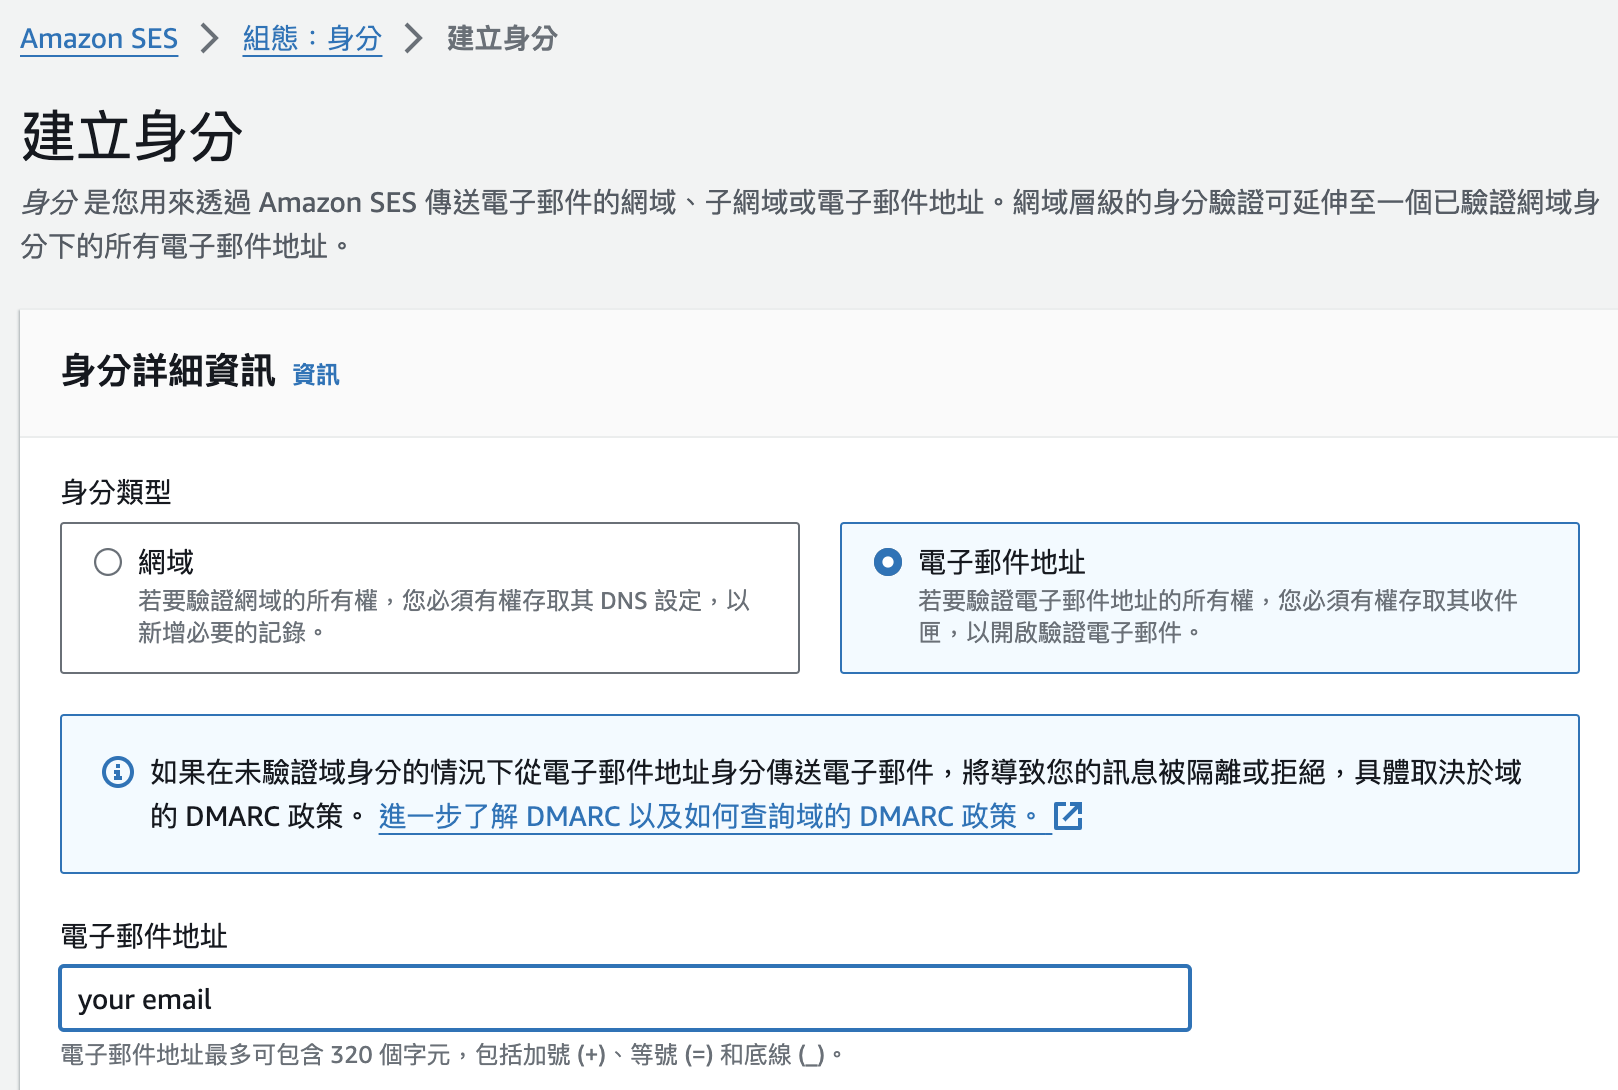 Amazon SES > 組態：身分 > 建立身分
建立身分
身分 是您用來透過 Amazon SES 傳送電子郵件的網域、子網域或電子郵件地址。網域層級的身分驗證可延伸至一個已驗證網域身
分下的所有電子郵件地址。
身分詳細資訊 資訊
身分類型
網域
若要驗證網域的所有權，您必須有權存取其 DNS 設定，以
新增必要的記錄。
電子郵件地址
若要驗證電子郵件地址的所有權，您必須有權存取其收件
匣，以開啟驗證電子郵件。
如果在未驗證域身分的情況下從電子郵件地址身分傳送電子郵件，將導致您的訊息被隔離或拒絕，具體取決於域
的 DMARC 政策。 進一步了解 DMARC 以及如何查詢域的 DMARC 政策。
電子郵件地址
your email
電子郵件地址最多可包含 320 個字元，包括加號 (+)、等號 (=) 和底線 (_)。